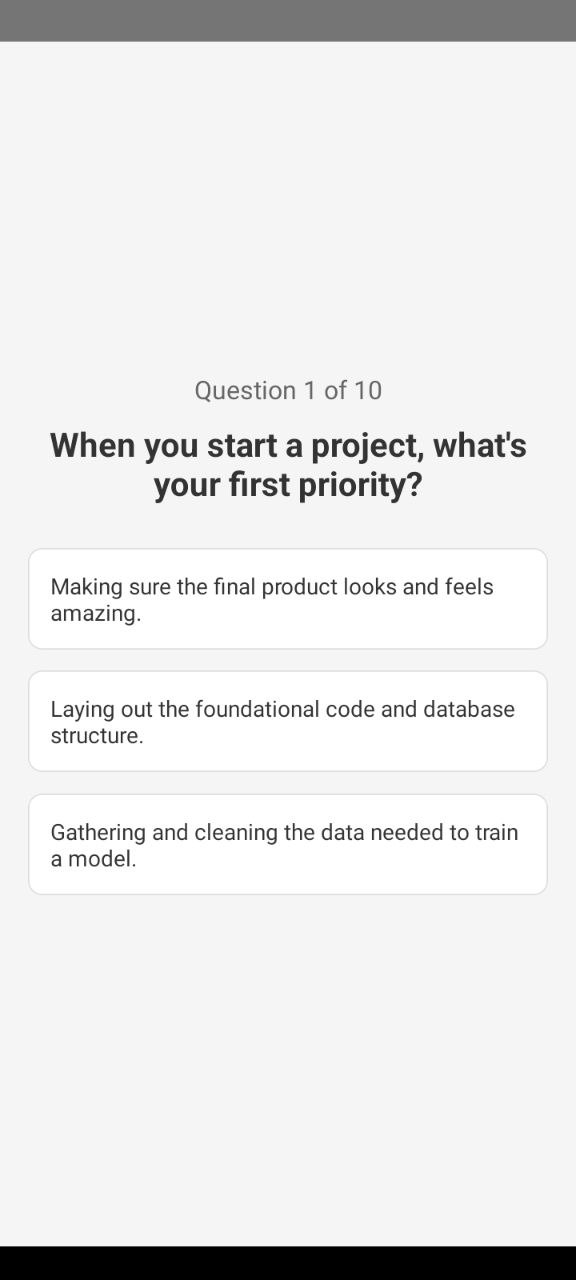 Question 1 of 10
When you start a project, what's
your first priority?
Making sure the final product looks and feels
amazing.
Laying out the foundational code and database
structure.
Gathering and cleaning the data needed to train
a model.